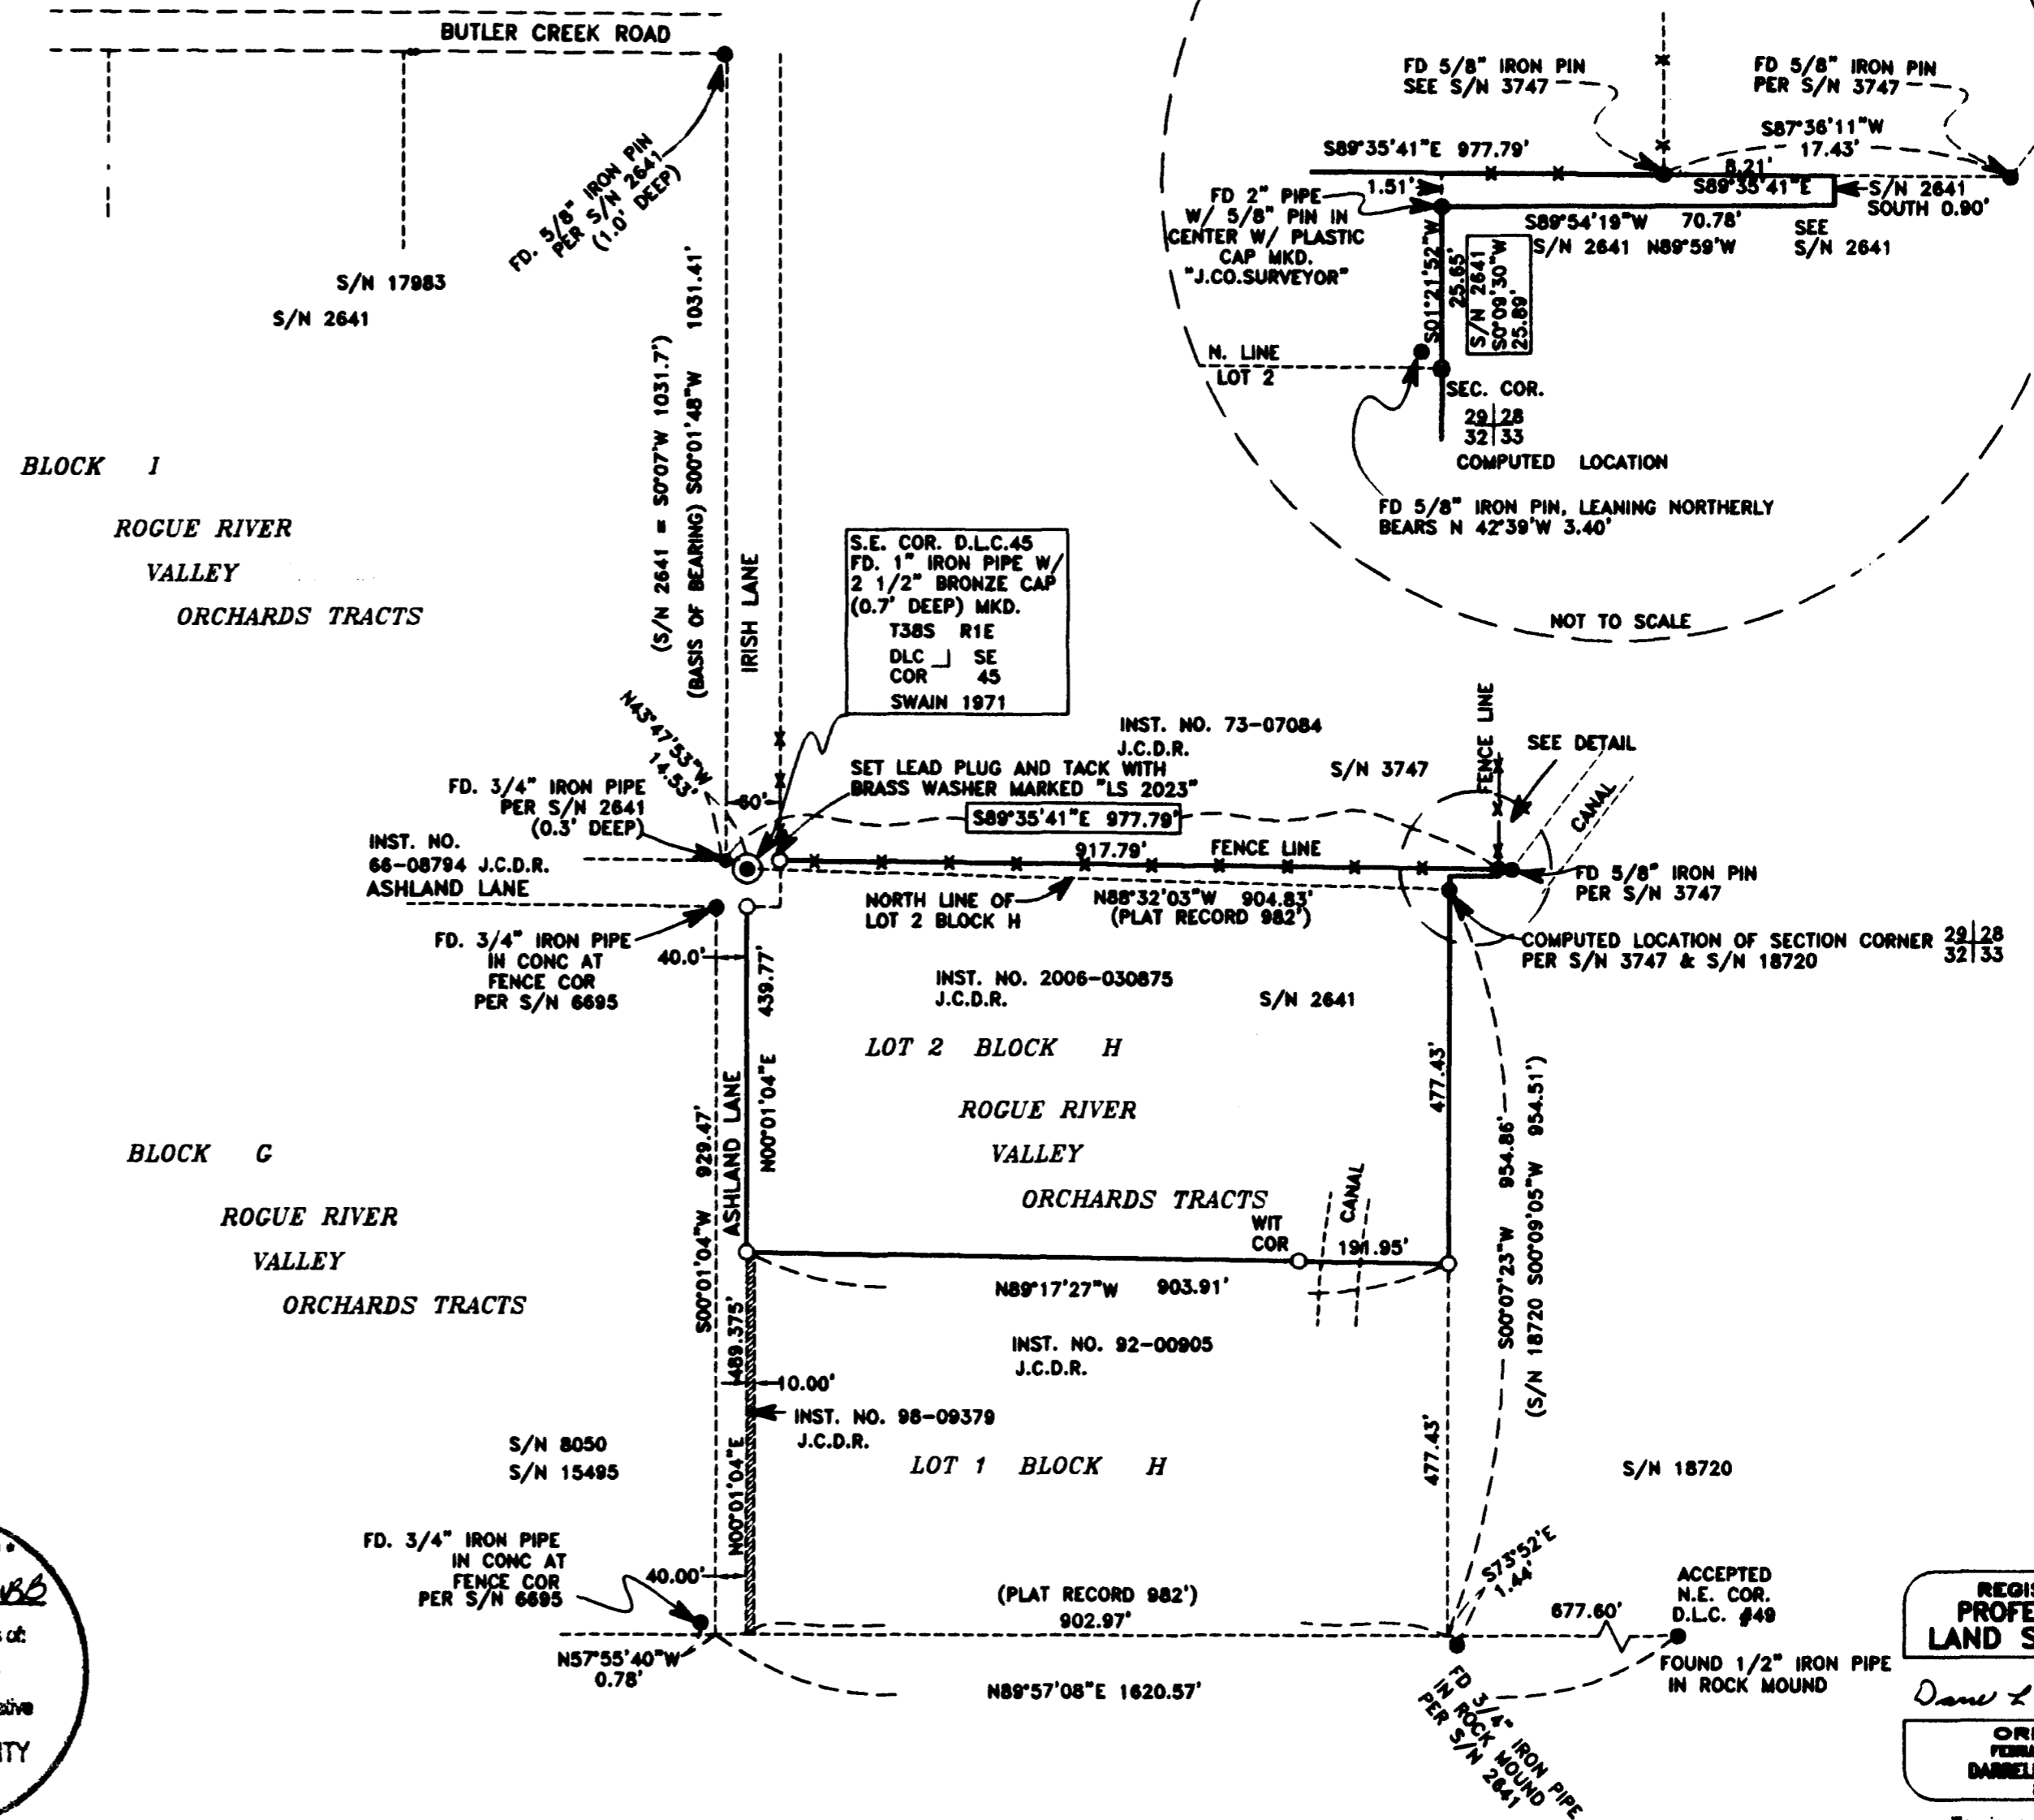 BUTLER CREEK ROAD
FD. 5/8" IRON PIN
PER S/N 2641
(1.0' DEEP)
S/N 17983
S/N 2641
(S/N 2641 = S0°07'W 1031.7')
(BASIS OF BEARING) S00°01'48"W 1031.41'
IRISH LANE
BLOCK I
ROGUE RIVER
VALLEY
ORCHARDS TRACTS
FD 5/8" IRON PIN
SEE S/N 3747
FD 5/8" IRON PIN
PER S/N 3747
S87°36'11"W
17.43'
S89°35'41"E 977.79'
8.21'
S89°35'41"E
1.51'
S/N 2641
SOUTH 0.90'
FD 2" PIPE
W/ 5/8" PIN IN
CENTER W/ PLASTIC
CAP MKD.
"J.CO.SURVEYOR"
S89°54'19"W 70.78'
S/N 2641 N89°59'W
SEE
S/N 2641
S01°21'52"W
25.65'
S/N 2641
S0°09'30"W
25.89'
N. LINE
LOT 2
SEC. COR.
29 28
32 33
COMPUTED LOCATION
FD 5/8" IRON PIN, LEANING NORTHERLY
BEARS N 42°39'W 3.40'
NOT TO SCALE
S.E. COR. D.L.C.45
FD. 1" IRON PIPE W/
2 1/2" BRONZE CAP
(0.7' DEEP) MKD.
T38S R1E
DLC SE
COR 45
SWAIN 1971
N43°47'53"W
14.53'
60'
FD. 3/4" IRON PIPE
PER S/N 2641
(0.3' DEEP)
INST. NO.
66-08794 J.C.D.R.
ASHLAND LANE
SET LEAD PLUG AND TACK WITH
BRASS WASHER MARKED "LS 2023"
INST. NO. 73-07084
J.C.D.R.
S/N 3747
FENCE LINE
SEE DETAIL
CANAL
S89°35'41"E 977.79'
917.79' FENCE LINE
FD 5/8" IRON PIN
PER S/N 3747
NORTH LINE OF
LOT 2 BLOCK H
N88°32'03"W 904.83'
(PLAT RECORD 982')
FD. 3/4" IRON PIPE
IN CONC AT
FENCE COR
PER S/N 6695
40.0'
439.77'
N00°01'04"E
COMPUTED LOCATION OF SECTION CORNER 29 28
PER S/N 3747 & S/N 18720 32 33
INST. NO. 2006-030875
J.C.D.R.
S/N 2641
LOT 2 BLOCK H
ROGUE RIVER
VALLEY
ORCHARDS TRACTS
477.43'
S00°07'23"W 954.86'
(S/N 18720 S00°09'05"W 954.51')
BLOCK G
ROGUE RIVER
VALLEY
ORCHARDS TRACTS
S00°01'04"W 929.47'
ASHLAND LANE
WIT
COR
CANAL
191.95'
N89°17'27"W 903.91'
INST. NO. 92-00905
J.C.D.R.
489.375'
10.00'
INST. NO. 98-09379
J.C.D.R.
N00°01'04"E
S/N 8050
S/N 15495
LOT 1 BLOCK H
477.43'
S/N 18720
FD. 3/4" IRON PIPE
IN CONC AT
FENCE COR
PER S/N 6695
40.00'
N57°55'40"W
0.78'
(PLAT RECORD 982')
902.97'
N89°57'08"E 1620.57'
S73°52'E
1.44'
677.60'
ACCEPTED
N.E. COR.
D.L.C. #49
FOUND 1/2" IRON PIPE
IN ROCK MOUND
FD 3/4" IRON PIPE
IN ROCK MOUND
PER S/N 2641
REGIS
PROFE
LAND S